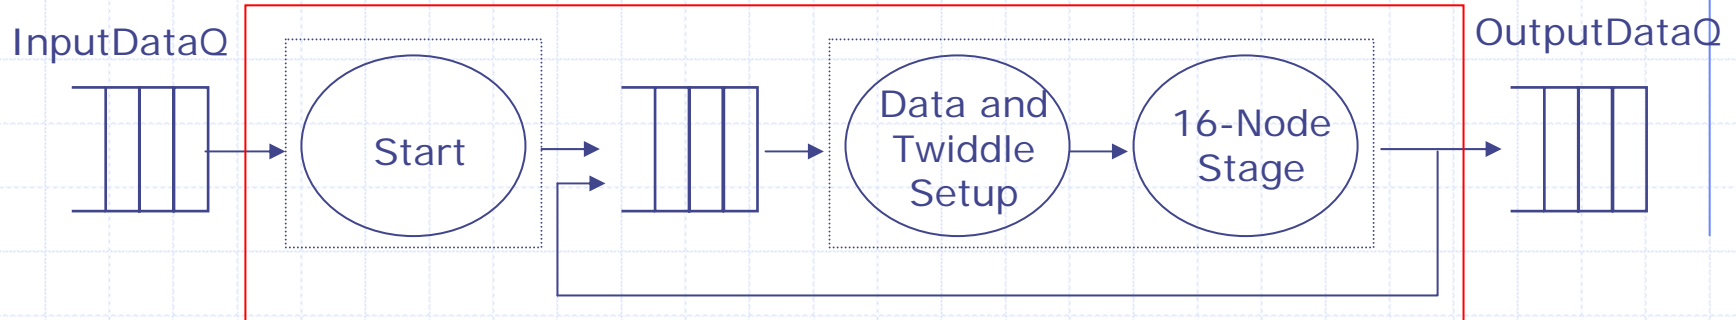 InputDataQ
Start
Data and
Twiddle
Setup
16-Node
Stage
OutputDataQ